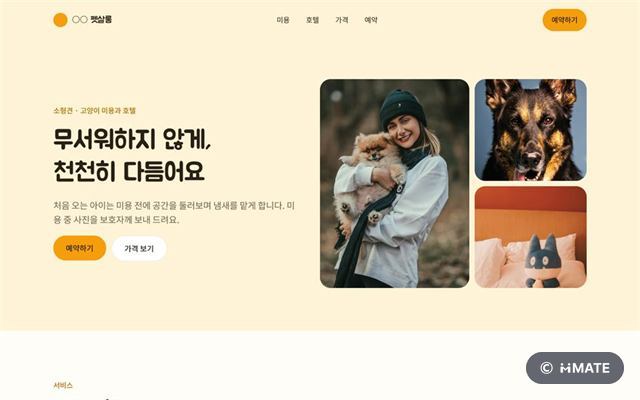 ○○ 펫살롱
미용 호텔 가격 예약
예약하기
소형견 · 고양이 미용과 호텔
무서워하지 않게,
천천히 다듬어요
처음 오는 아이는 미용 전에 공간을 둘러보며 냄새를 맡게 합니다. 미
용 중 사진을 보호자께 보내 드려요.
예약하기 가격 보기
서비스
© MMATE